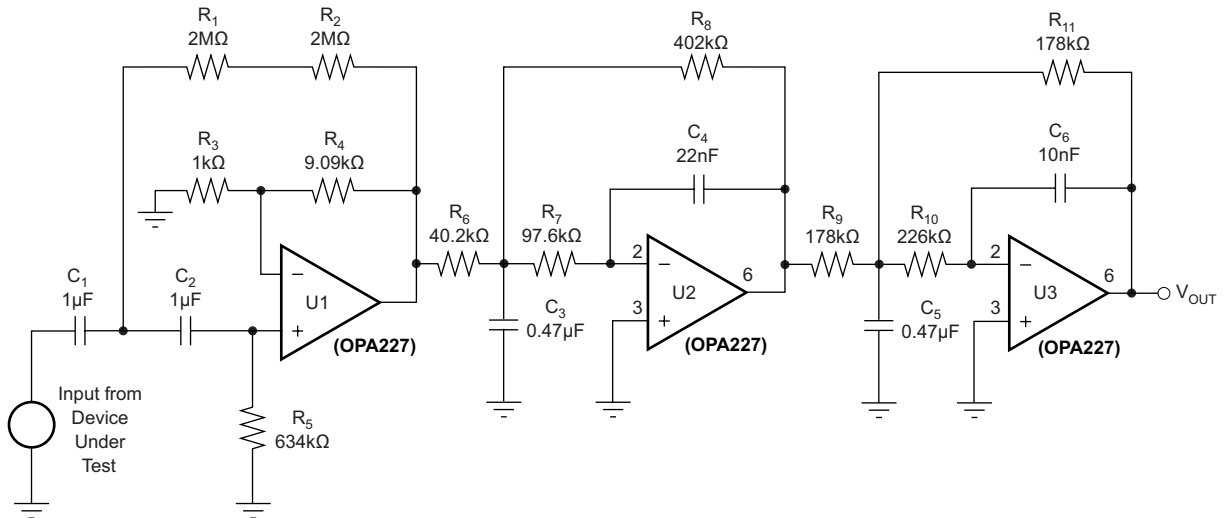 R1
2MΩ
R2
2MΩ
R8
402kΩ
R11
178kΩ
R3
1kΩ
R4
9.09kΩ
C4
22nF
C6
10nF
R6
40.2kΩ
R7
97.6kΩ
R9
178kΩ
R10
226kΩ
C1
1µF
C2
1µF
−
+
U1
(OPA227)
2
3
−
+
6
U2
(OPA227)
2
3
−
+
6
U3
(OPA227)
VOUT
C3
0.47µF
C5
0.47µF
Input from
Device
Under
Test
R5
634kΩ